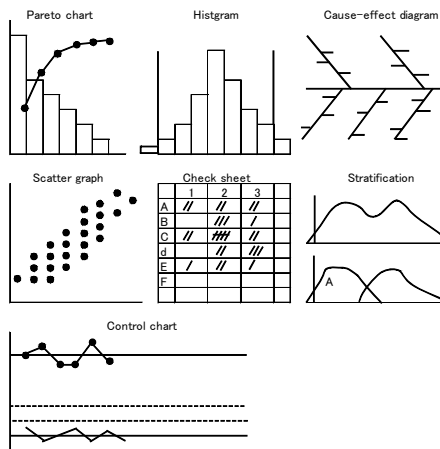 Pareto chart
Histgram
Cause-effect diagram
Scatter graph
Check sheet
Stratification
1 2 3
A
B
C
d
E
F
A
Control chart